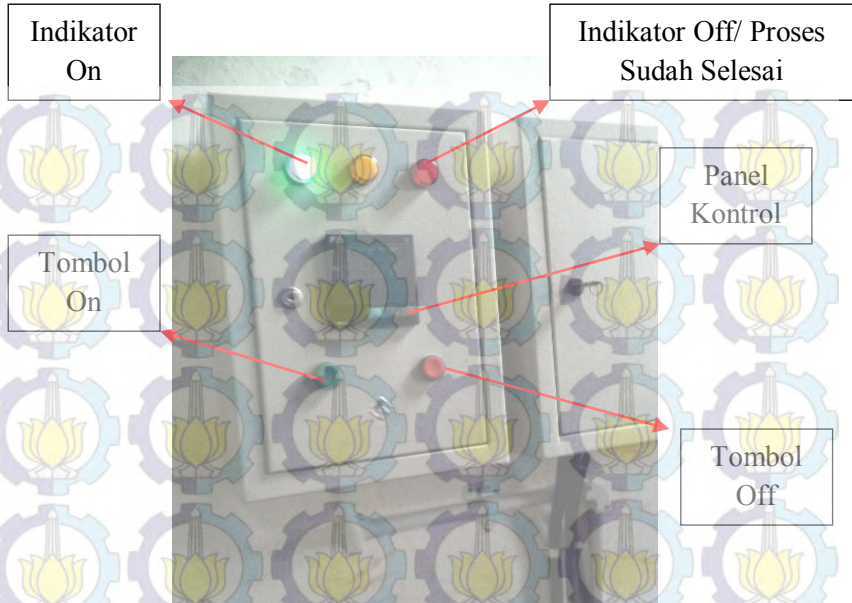 Indikator
On
Indikator Off/ Proses
Sudah Selesai
Panel
Kontrol
Tombol
On
Tombol
Off